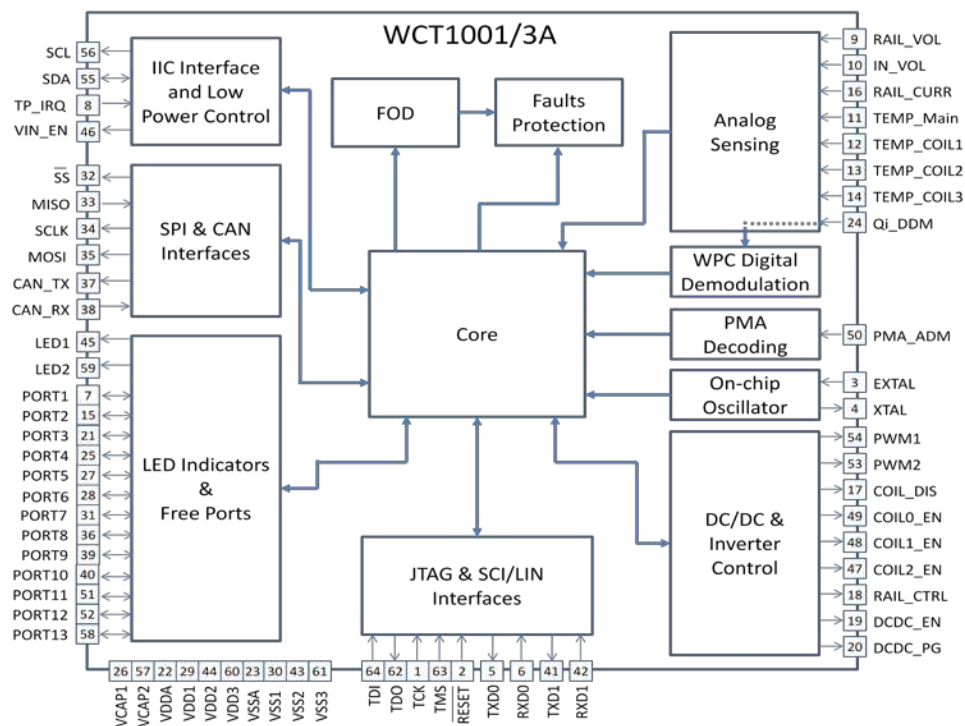 WCT1001/3A
SCL 56
SDA 55
TP_IRQ 8
VIN_EN 46
IIC Interface
and Low
Power Control
SS 32
MISO 33
SCLK 34
MOSI 35
CAN_TX 37
CAN_RX 38
SPI & CAN
Interfaces
LED1 45
LED2 59
PORT1 7
PORT2 15
PORT3 21
PORT4 25
PORT5 27
PORT6 28
PORT7 31
PORT8 36
PORT9 39
PORT10 40
PORT11 51
PORT12 52
PORT13 58
LED Indicators
&
Free Ports
FOD
Faults
Protection
Core
JTAG & SCI/LIN
Interfaces
Analog
Sensing
WPC Digital
Demodulation
PMA
Decoding
On-chip
Oscillator
DC/DC &
Inverter
Control
9 RAIL_VOL
10 IN_VOL
16 RAIL_CURR
11 TEMP_Main
12 TEMP_COIL1
13 TEMP_COIL2
14 TEMP_COIL3
24 Qi_DDM
50 PMA_ADM
3 EXTAL
4 XTAL
54 PWM1
53 PWM2
17 COIL_DIS
49 COIL0_EN
48 COIL1_EN
47 COIL2_EN
18 RAIL_CTRL
19 DCDC_EN
20 DCDC_PG
26 VCAP1
57 VCAP2
22 VDDA
29 VDD1
44 VDD2
60 VDD3
23 VSSA
30 VSS1
43 VSS2
61 VSS3
64 TDI
62 TDO
1 TCK
63 TMS
2 RESET
5 TXD0
6 RXD0
41 TXD1
42 RXD1